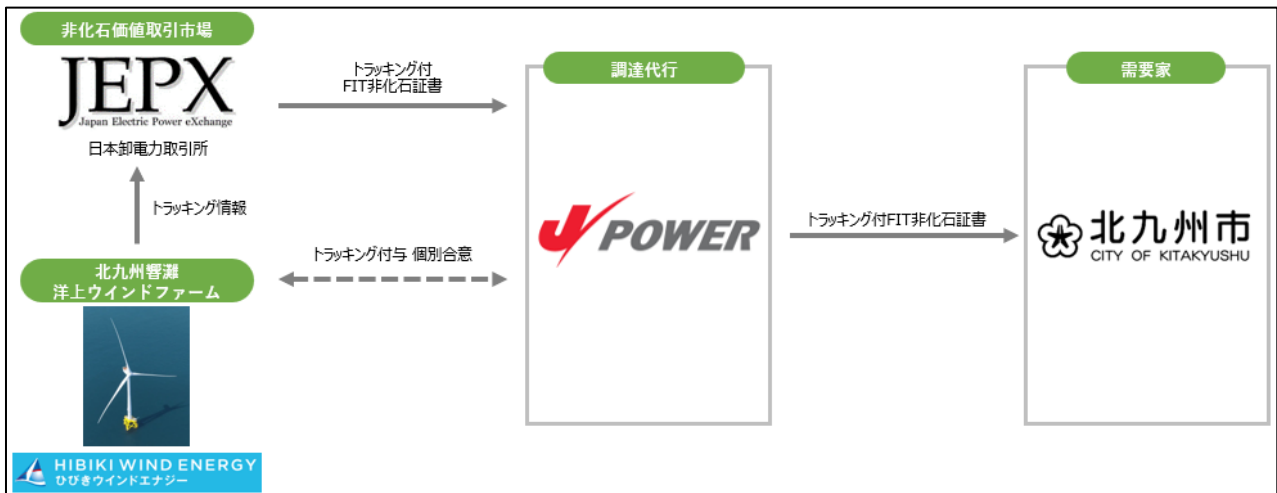 非化石価値取引市場
JEPX
Japan Electric Power eXchange
日本卸電力取引所
トラッキング情報
北九州響灘
洋上ウインドファーム
HIBIKI WIND ENERGY
ひびきウインドエナジー
トラッキング付
FIT非化石証書
トラッキング付与 個別合意
調達代行
J POWER
トラッキング付FIT非化石証書
需要家
北九州市
CITY OF KITAKYUSHU